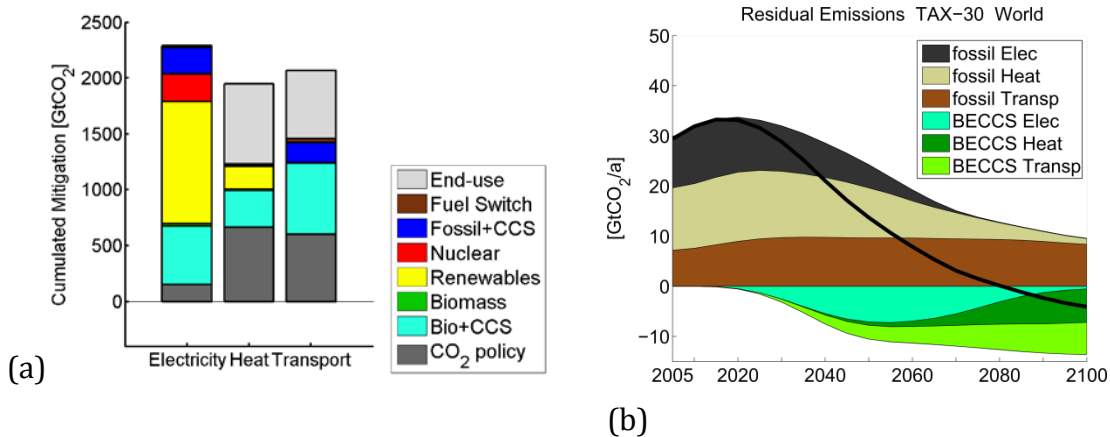 2500
2000
1500
1000
500
0
Cumulated Mitigation [GtCO₂]
Electricity Heat Transport
End-use
Fuel Switch
Fossil+CCS
Nuclear
Renewables
Biomass
Bio+CCS
CO₂ policy
(a)
Residual Emissions TAX−30 World
50
40
30
20
10
0
−10
[GtCO₂/a]
fossil Elec
fossil Heat
fossil Transp
BECCS Elec
BECCS Heat
BECCS Transp
2005 2020 2040 2060 2080 2100
(b)